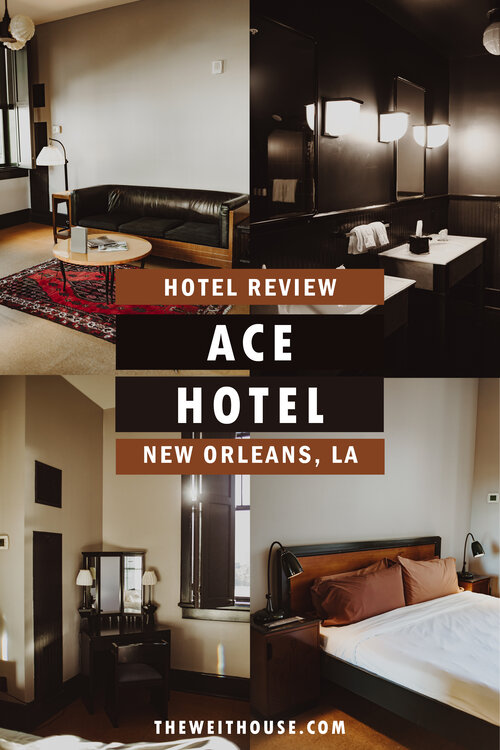 HOTEL REVIEW
ACE
HOTEL
NEW ORLEANS, LA
THEWEITHOUSE.COM